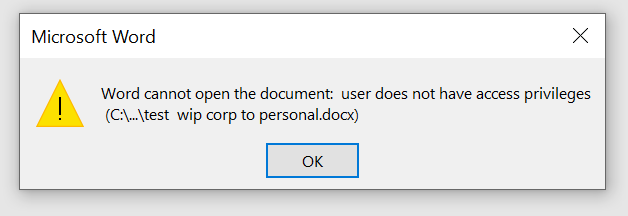 Microsoft Word
Word cannot open the document:  user does not have access privileges
(C:\...\test  wip corp to personal.docx)
OK